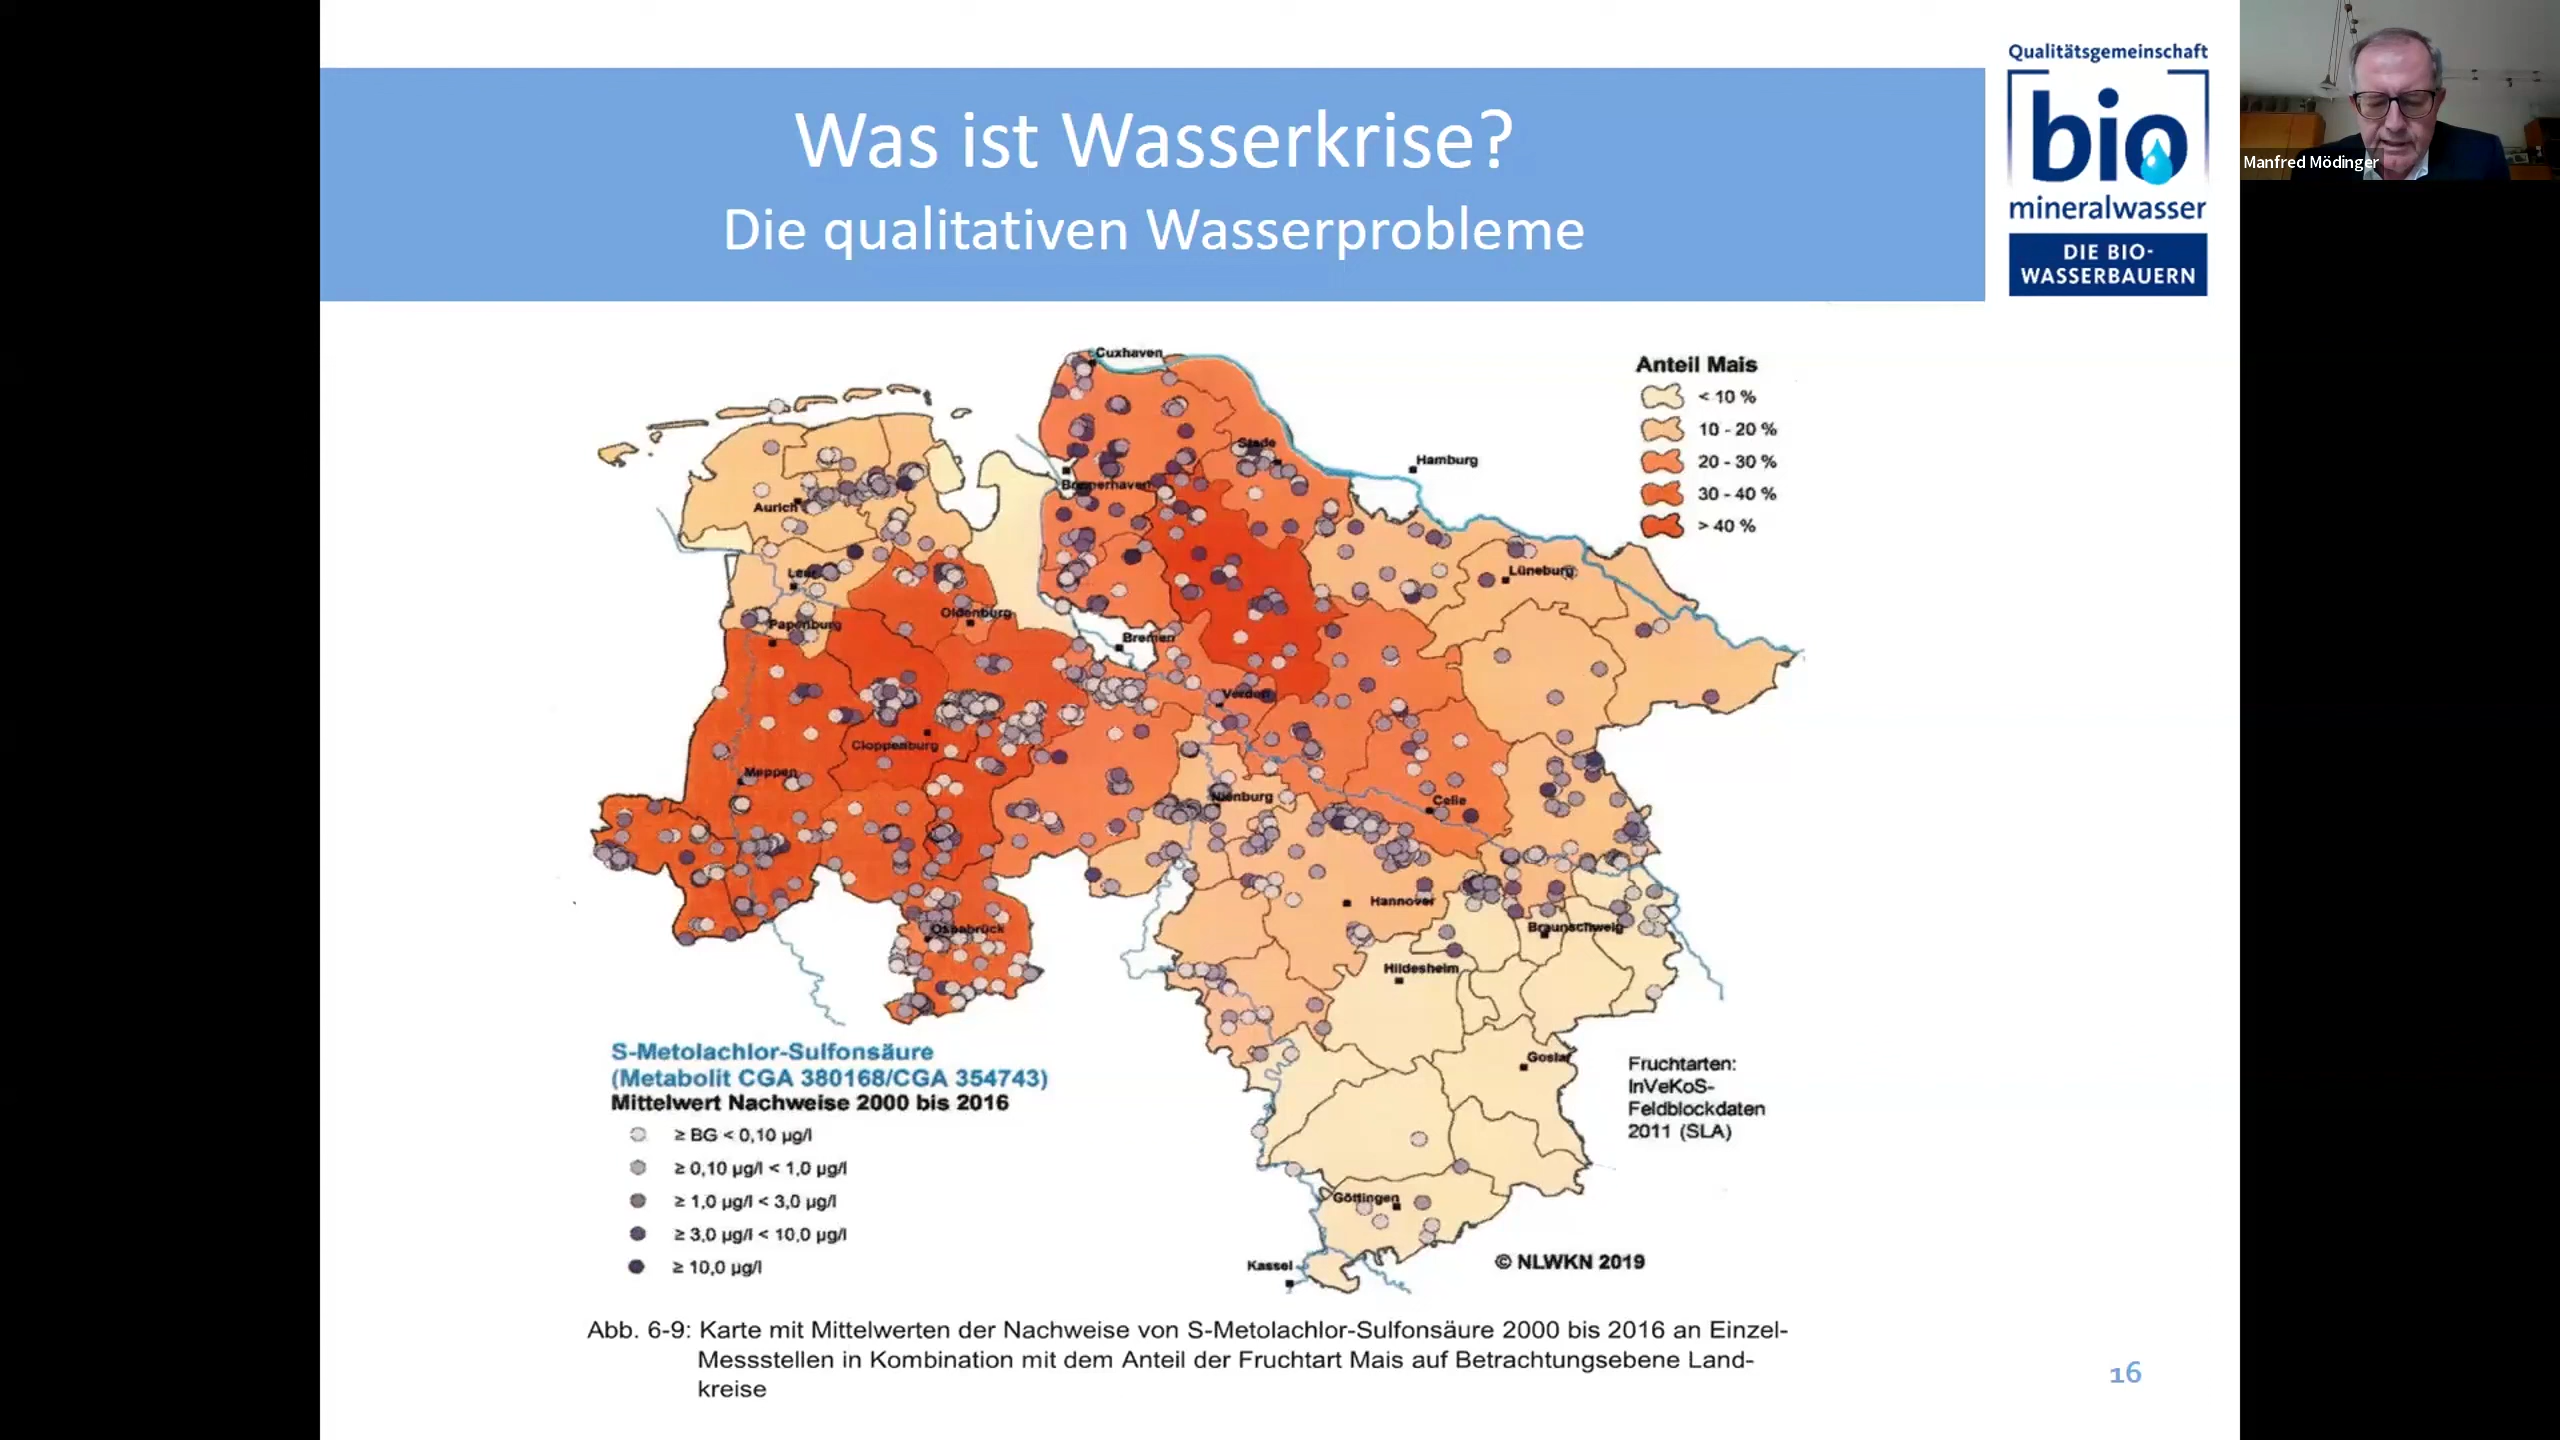 Was ist Wasserkrise?
Die qualitativen Wasserprobleme
Qualitätsgemeinschaft
bio
mineralwasser
DIE BIO-
WASSERBAUERN
Manfred Mödinger
Cuxhaven
Stade
Hamburg
Bremerhaven
Aurich
Leer
Lüneburg
Oldenburg
Papenburg
Bremen
Verden
Cloppenburg
Meppen
Nienburg
Celle
Hannover
Osnabrück
Braunschweig
Hildesheim
Goslar
Göttingen
Kassel
Anteil Mais
< 10 %
10 - 20 %
20 - 30 %
30 - 40 %
> 40 %
S-Metolachlor-Sulfonsäure
(Metabolit CGA 380168/CGA 354743)
Mittelwert Nachweise 2000 bis 2016
≥ BG < 0,10 µg/l
≥ 0,10 µg/l < 1,0 µg/l
≥ 1,0 µg/l < 3,0 µg/l
≥ 3,0 µg/l < 10,0 µg/l
≥ 10,0 µg/l
Fruchtarten:
InVeKoS-
Feldblockdaten
2011 (SLA)
© NLWKN 2019
Abb. 6-9: Karte mit Mittelwerten der Nachweise von S-Metolachlor-Sulfonsäure 2000 bis 2016 an Einzel-
Messstellen in Kombination mit dem Anteil der Fruchtart Mais auf Betrachtungsebene Land-
kreise
16